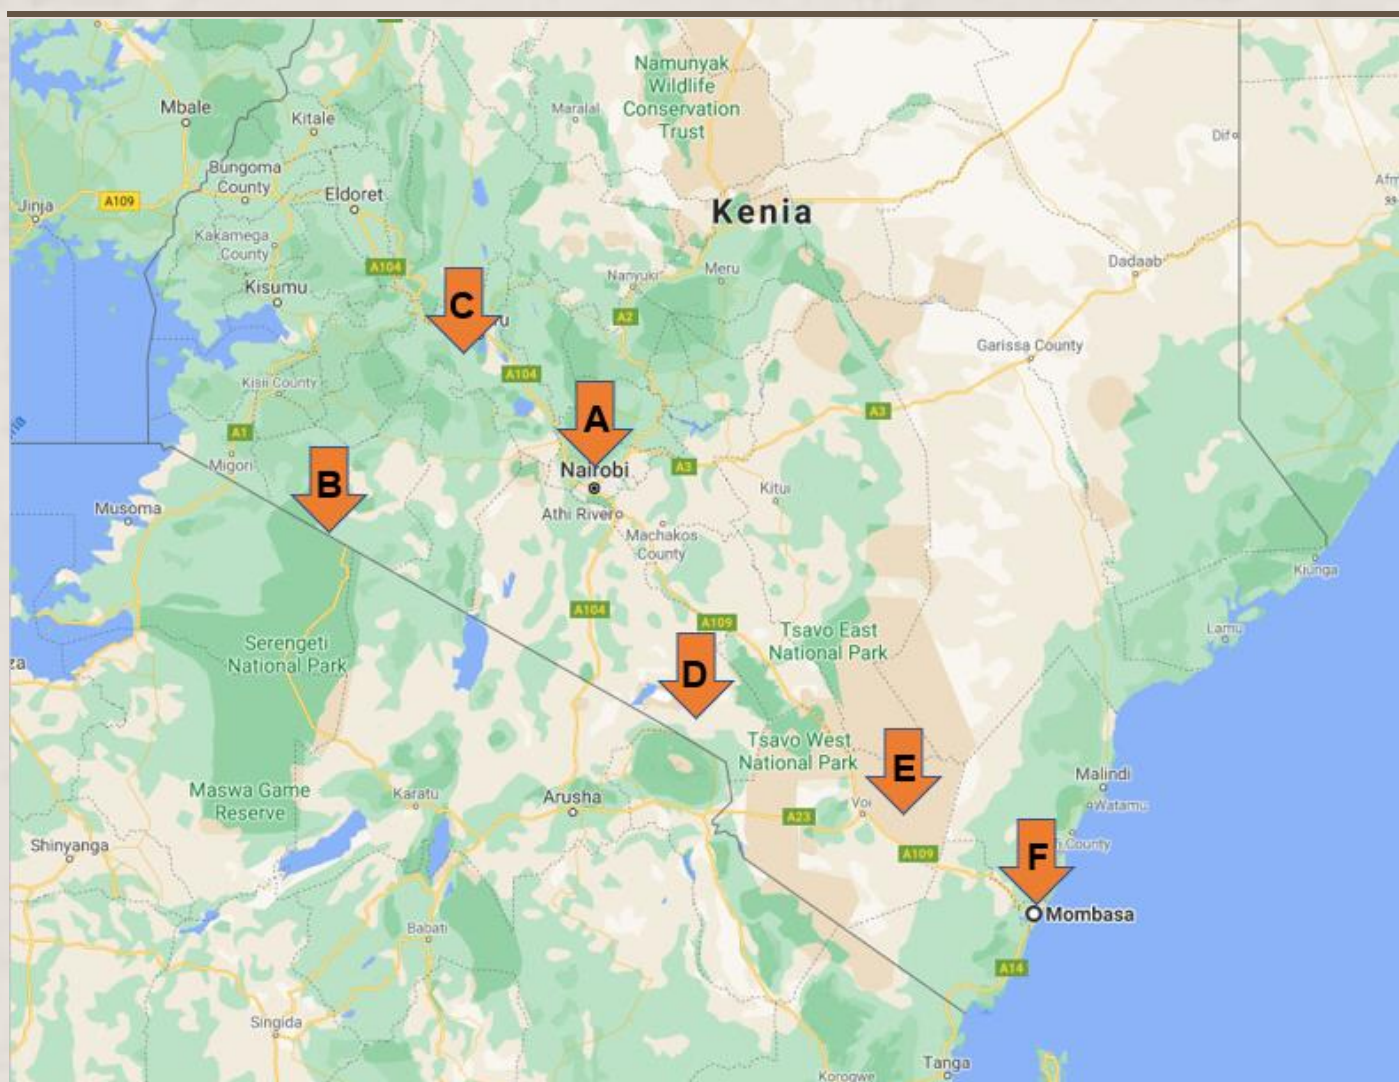 Namunyak
Wildlife
Conservation
Trust
Mbale
Kitale
Maralal
Dif
Bungoma
County
Eldoret
Jinja
A109
Kenia
Kakamega
County
A104
Kisumu
Nanyuki
Meru
Dadaab
C
A2
Garissa County
A104
Kisii County
A
A3
A1
Migori
B
Nairobi
A3
Kitui
Musoma
Athi River
Machakos
County
Kiunga
A104
A109
Tsavo East
National Park
Lamu
Serengeti
National Park
D
Tsavo West
National Park
E
Malindi
Watamu
Maswa Game
Reserve
Karatu
Arusha
Voi
A23
Shinyanga
A109
F
County
Mombasa
Babati
A14
Singida
Tanga
Korogwe